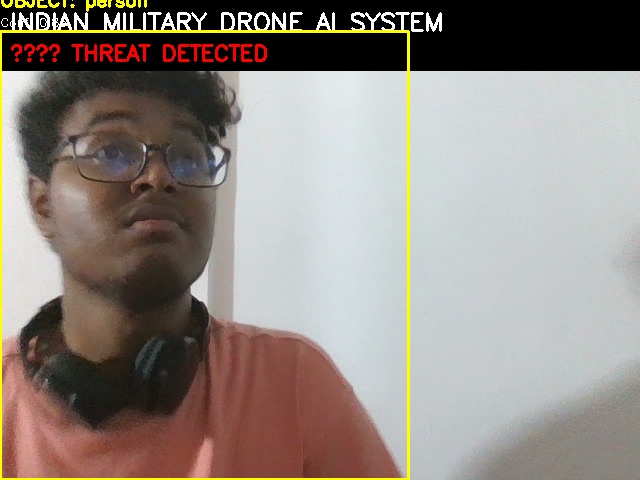 OBJECT: person
INDIAN MILITARY DRONE AI SYSTEM
???? THREAT DETECTED